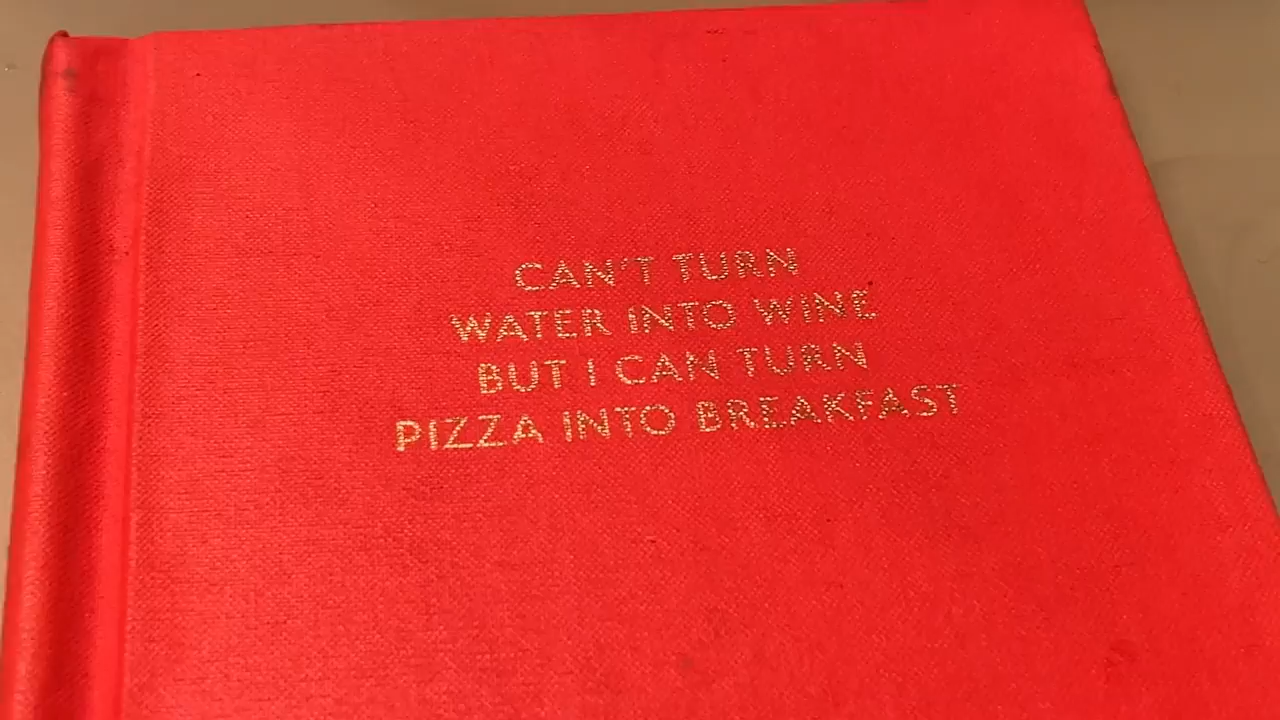 CAN'T TURN
WATER INTO WINE
BUT I CAN TURN
PIZZA INTO BREAKFAST